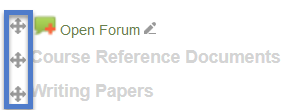 Open Forum
Course Reference Documents
Writing Papers